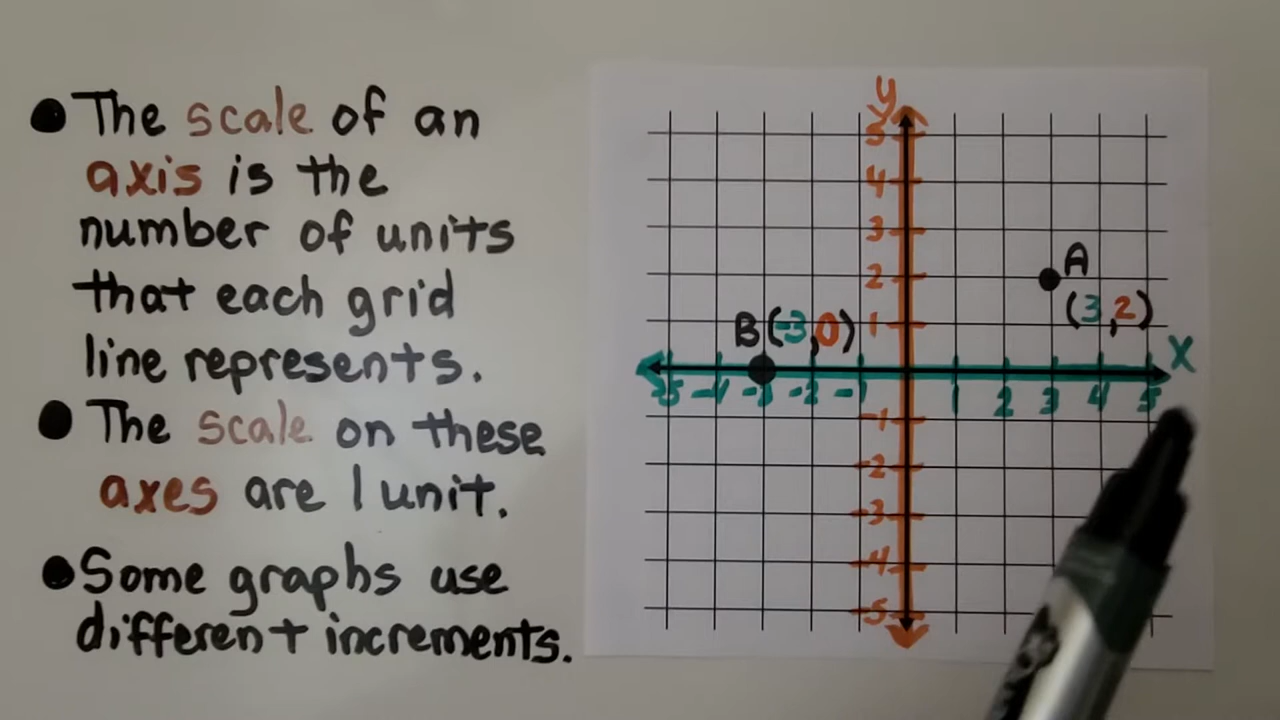 ● The scale of an
axis is the
number of units
that each grid
line represents.
● The scale on these
axes are 1 unit.
● Some graphs use
different increments.
y
5
4
3
2
1
-1
-2
-3
-4
-5
A
(3,2)
B(-3,0)
X
-5 -4 -3 -2 -1 1 2 3 4 5